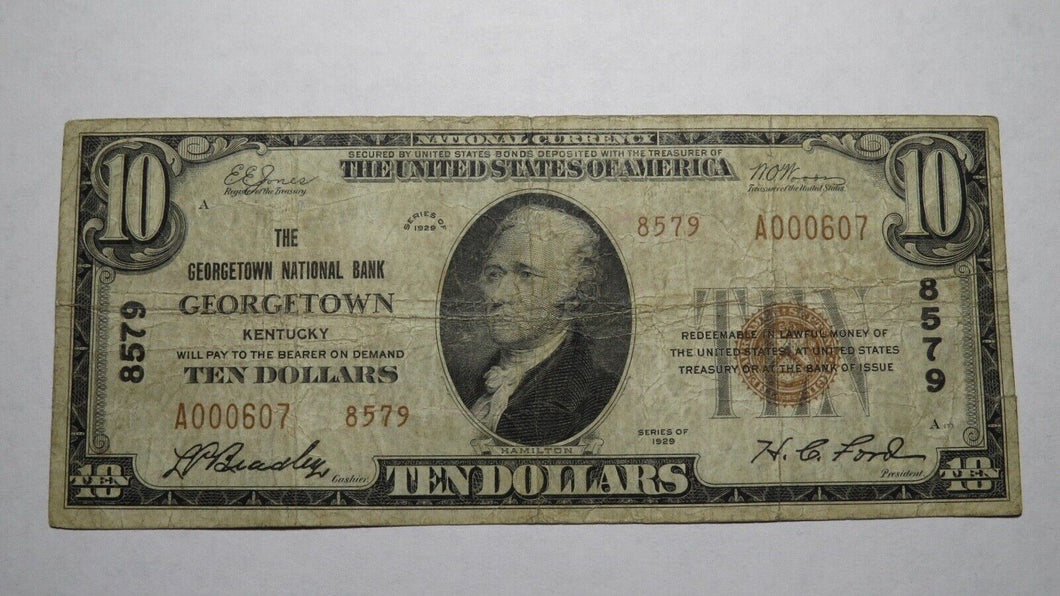 NATIONAL CURRENCY
SECURED BY UNITED STATES BONDS DEPOSITED WITH THE TREASURER OF
THE UNITED STATES OF AMERICA
10
10
E E Jones
Register of the Treasury.
W.O. Woods
Treasurer of the United States.
A
SERIES OF
1929
8579 A000607
THE
GEORGETOWN NATIONAL BANK
GEORGETOWN
KENTUCKY
WILL PAY TO THE BEARER ON DEMAND
TEN DOLLARS
8579
8579
TEN
REDEEMABLE IN LAWFUL MONEY OF
THE UNITED STATES AT UNITED STATES
TREASURY OR AT THE BANK OF ISSUE
A000607 8579
SERIES OF
1929
A
HAMILTON
Bradley
Cashier.
H. C. Ford
President.
TEN
10
TEN DOLLARS
TEN
10